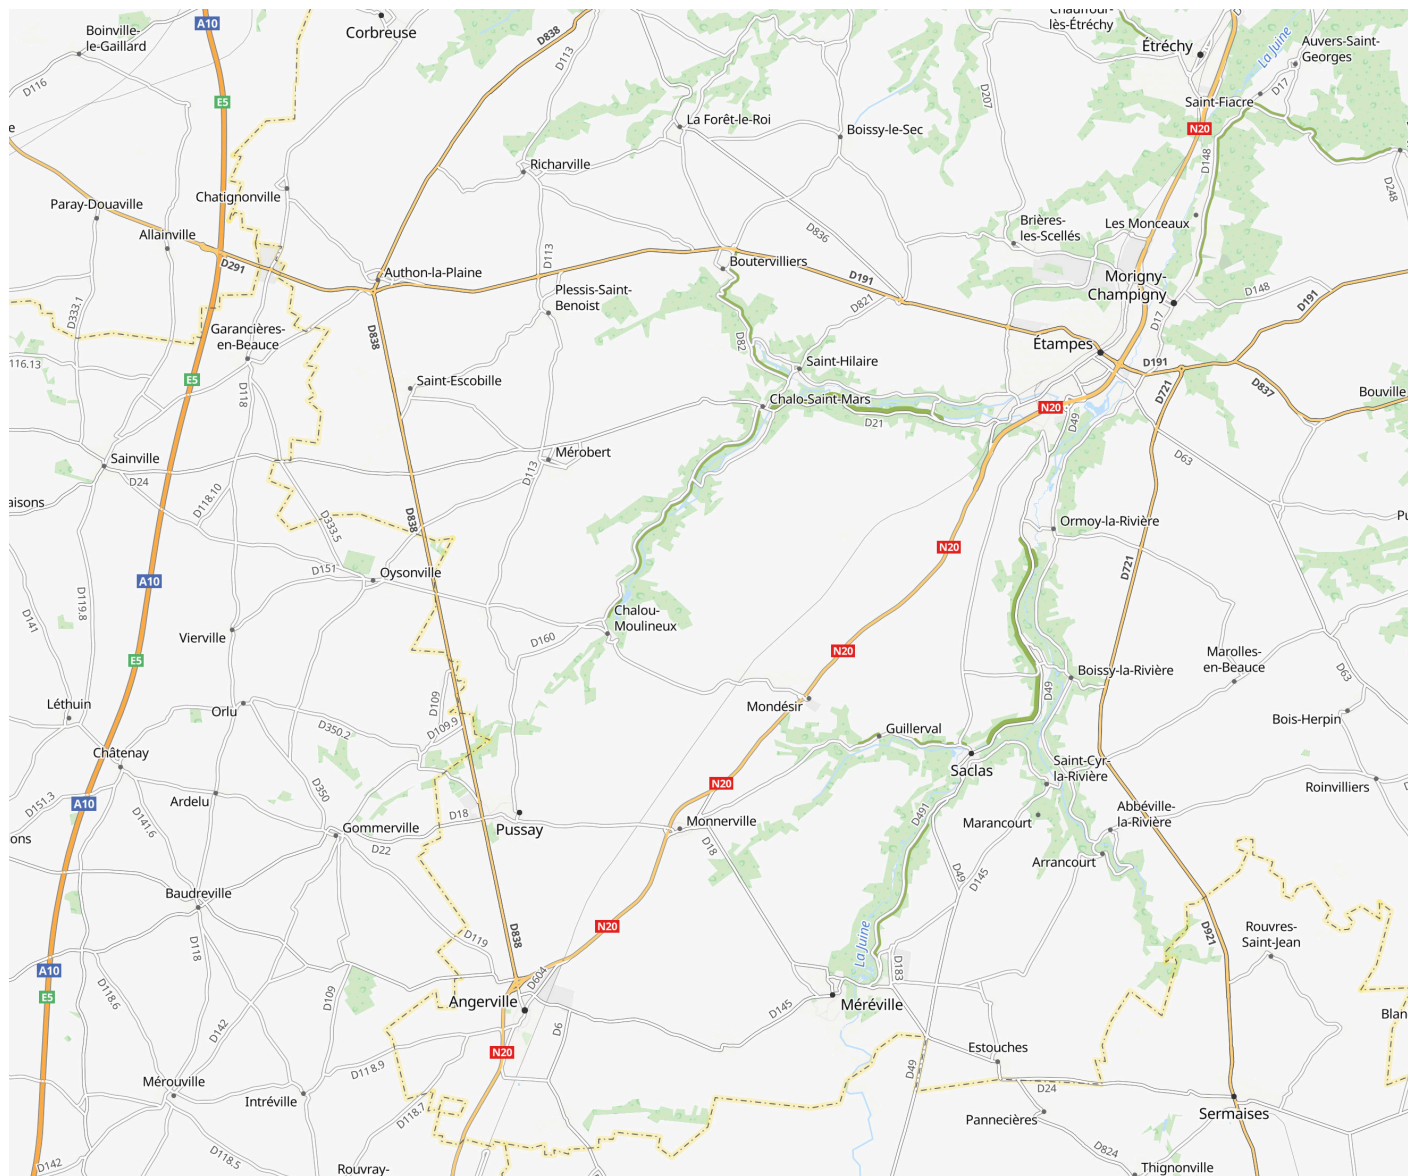 Boinville-
le-Gaillard
A10
Corbreuse
D838
D113
Chauffour-
lès-Étréchy
Étréchy
La Juine
Auvers-Saint-
Georges
D116
E5
D207
D17
Saint-Fiacre
La Forêt-le-Roi
Boissy-le-Sec
N20
e
Richarville
D148
D248
Chatignonville
Paray-Douaville
Allainville
D291
D113
D836
Brières-
les-Scellés
Les Monceaux
Authon-la-Plaine
Boutervilliers
D191
Morigny-
Champigny
D148
D191
D333.1
Plessis-Saint-
Benoist
D821
D17
Garancières-
en-Beauce
D838
D82
Étampes
D191
116.13
E5
D118
Saint-Escobille
Saint-Hilaire
D721
D837
Bouville
Chalo-Saint-Mars
N20
D21
D49
Sainville
D24
Mérobert
D113
D63
aisons
D118.10
D333.5
D838
Ormoy-la-Rivière
Pu
N20
D151
Oysonville
D721
A10
D119.8
D141
Chalou-
Moulineux
Vierville
D160
N20
E5
Marolles-
en-Beauce
Boissy-la-Rivière
D63
D49
Léthuin
Orlu
D109
Mondésir
Bois-Herpin
D350.2
D109.9
Guillerval
Châtenay
Saclas
Saint-Cyr-
la-Rivière
N20
D350
Roinvilliers
A10
D151.3
Ardelu
D141.6
D18
Pussay
Monnerville
D491
Abbéville-
la-Rivière
Marancourt
ons
Gommerville
D22
D18
Arrancourt
D49
D145
Baudreville
N20
D118
D119
D838
La Juine
D921
Rouvres-
Saint-Jean
A10
E5
D118.6
D109
D604
D183
Angerville
D145
Méréville
Blan
D142
D6
N20
Estouches
D49
D118.9
D24
Mérouville
Intréville
D118.7
Pannecières
Sermaises
D824
D142
D118.5
Rouvray-
Thignonville